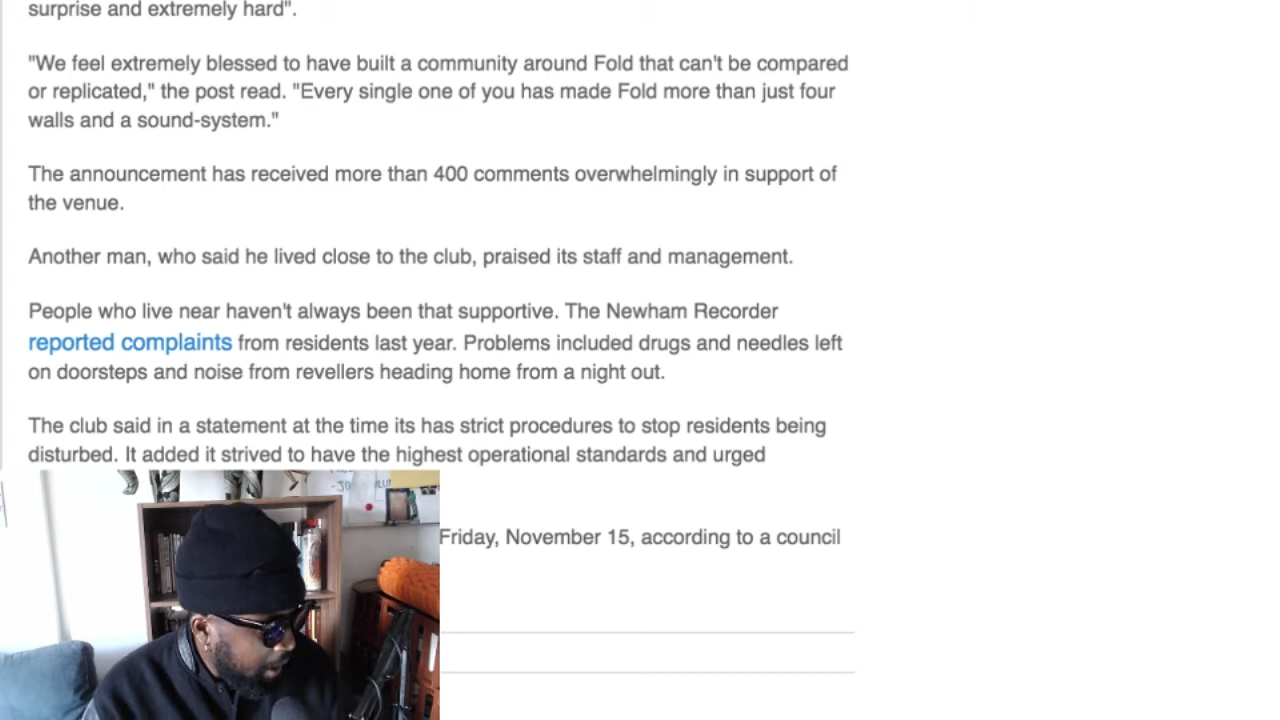 surprise and extremely hard".
"We feel extremely blessed to have built a community around Fold that can't be compared
or replicated," the post read. "Every single one of you has made Fold more than just four
walls and a sound-system."
The announcement has received more than 400 comments overwhelmingly in support of
the venue.
Another man, who said he lived close to the club, praised its staff and management.
People who live near haven't always been that supportive. The Newham Recorder
reported complaints from residents last year. Problems included drugs and needles left
on doorsteps and noise from revellers heading home from a night out.
The club said in a statement at the time its has strict procedures to stop residents being
disturbed. It added it strived to have the highest operational standards and urged
Friday, November 15, according to a council